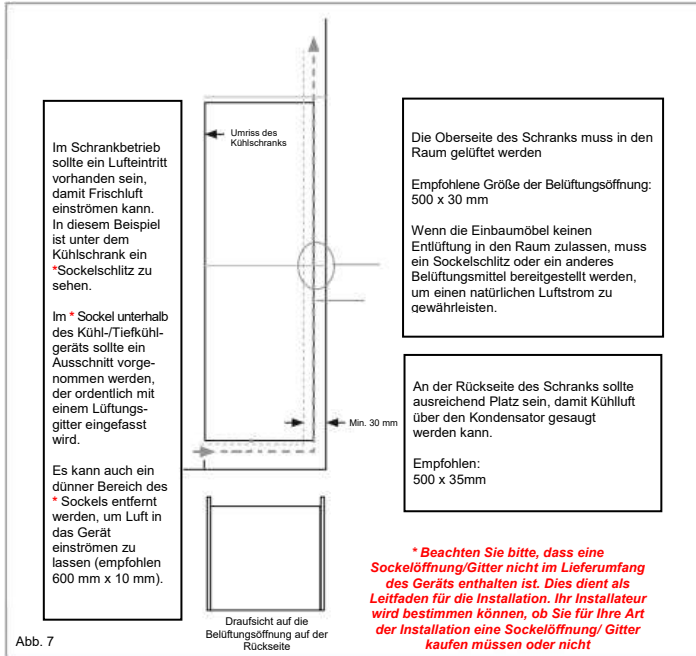 Im Schrankbetrieb
sollte ein Lufteintritt
vorhanden sein,
damit Frischluft
einströmen kann.
In diesem Beispiel
ist unter dem
Kühlschrank ein
*Sockelschlitz zu
sehen.
Im * Sockel unterhalb
des Kühl-/Tiefkühl-
geräts sollte ein
Ausschnitt vorge-
nommen werden,
der ordentlich mit
einem Lüftungs-
gitter eingefasst
wird.
Es kann auch ein
dünner Bereich des
* Sockels entfernt
werden, um Luft in
das Gerät
einströmen zu
lassen (empfohlen
600 mm x 10 mm).
Abb. 7
Umriss des
Kühlschranks
Min. 30 mm
Draufsicht auf die
Belüftungsöffnung auf der
Rückseite
Die Oberseite des Schranks muss in den
Raum gelüftet werden
Empfohlene Größe der Belüftungsöffnung:
500 x 30 mm
Wenn die Einbaumöbel keinen
Entlüftung in den Raum zulassen, muss
ein Sockelschlitz oder ein anderes
Belüftungsmittel bereitgestellt werden,
um einen natürlichen Luftstrom zu
gewährleisten.
An der Rückseite des Schranks sollte
ausreichend Platz sein, damit Kühlluft
über den Kondensator gesaugt
werden kann.
Empfohlen:
500 x 35mm
* Beachten Sie bitte, dass eine
Sockelöffnung/Gitter nicht im Lieferumfang
des Geräts enthalten ist. Dies dient als
Leitfaden für die Installation. Ihr Installateur
wird bestimmen können, ob Sie für Ihre Art
der Installation eine Sockelöffnung/ Gitter
kaufen müssen oder nicht